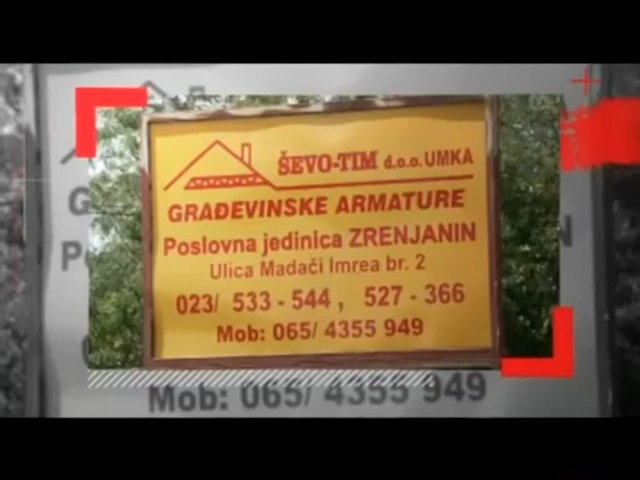 ŠEVO-TIM d.o.o. UMKA
GRAĐEVINSKE ARMATURE
Poslovna jedinica ZRENJANIN
Ulica Madači Imrea br. 2
023/ 533 - 544 , 527 - 366
Mob: 065/ 4355 949
Mob: 065/ 4355 949